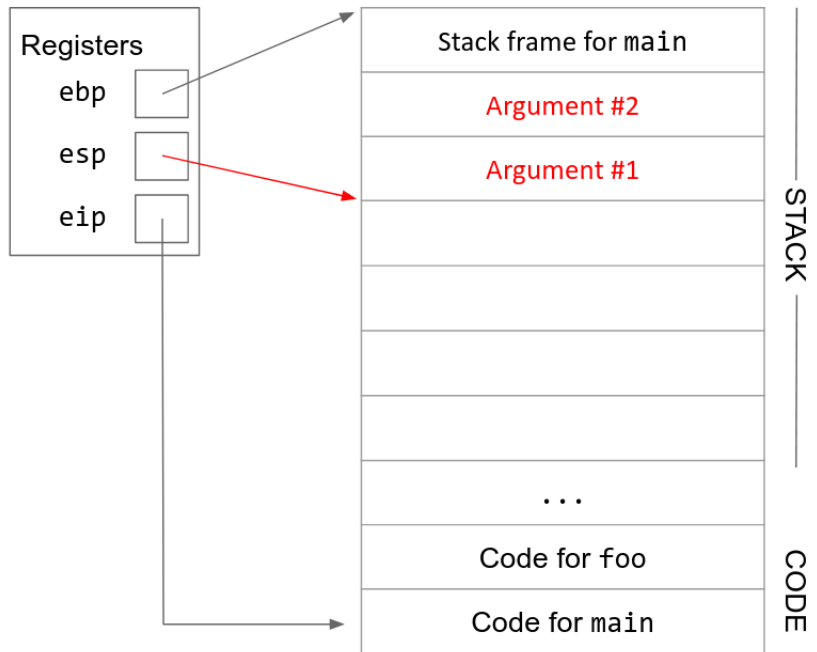 Registers
ebp
esp
eip
Stack frame for main
Argument #2
Argument #1
...
Code for foo
Code for main
STACK
CODE